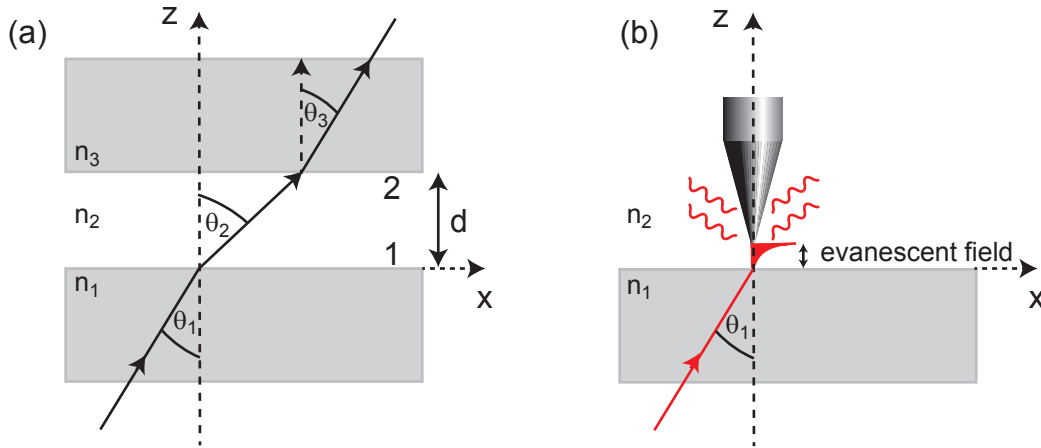 (a)
z
θ3
n3
2
n2
θ2
d
1
n1
x
θ1
(b)
z
n2
evanescent field
n1
x
θ1